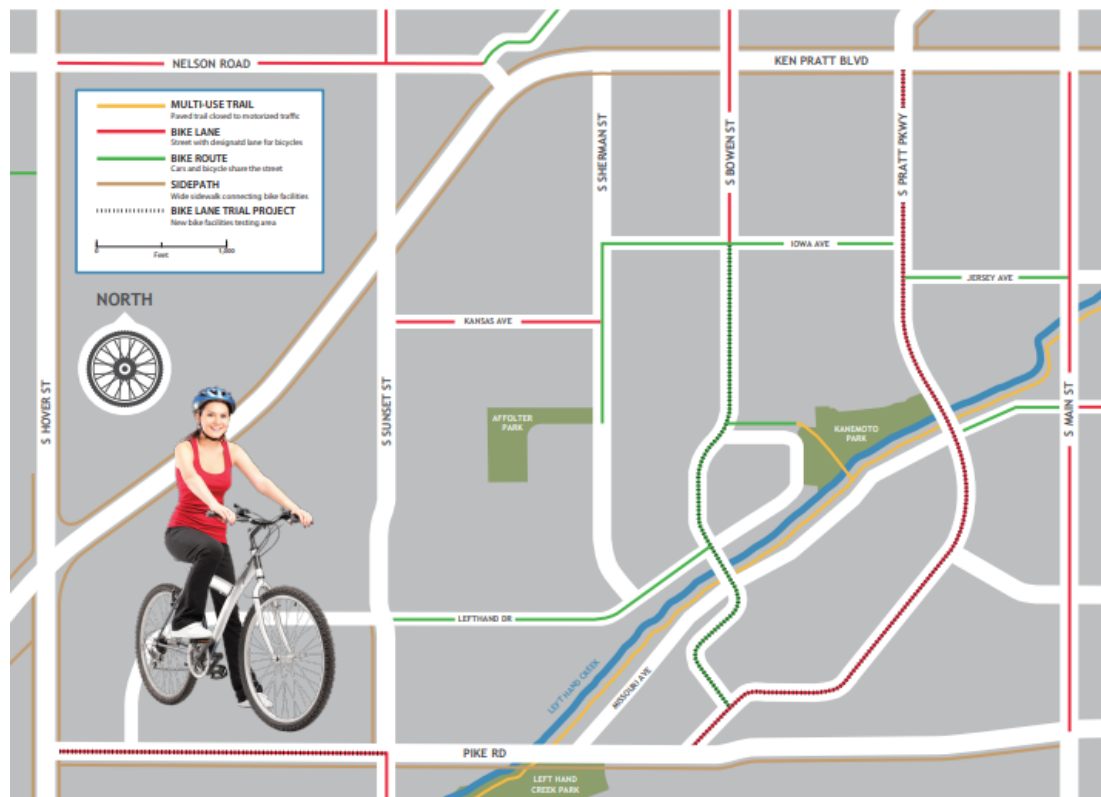 NELSON ROAD
KEN PRATT BLVD
MULTI-USE TRAIL
Paved trail closed to motorized traffic
BIKE LANE
Street with designatd lane for bicycles
BIKE ROUTE
Cars and bicycle share the street
SIDEPATH
Wide sidewalk connecting bike facilities
BIKE LANE TRIAL PROJECT
New bike facilities testing area
0 1,000
Feet
NORTH
S HOVER ST
S SUNSET ST
S SHERMAN ST
S BOWEN ST
S PRATT PKWY
S MAIN ST
IOWA AVE
JERSEY AVE
KANSAS AVE
AFFOLTER
PARK
KANEMOTO
PARK
LEFTHAND DR
LEFT HAND CREEK
MISSOURI AVE
PIKE RD
LEFT HAND
CREEK PARK